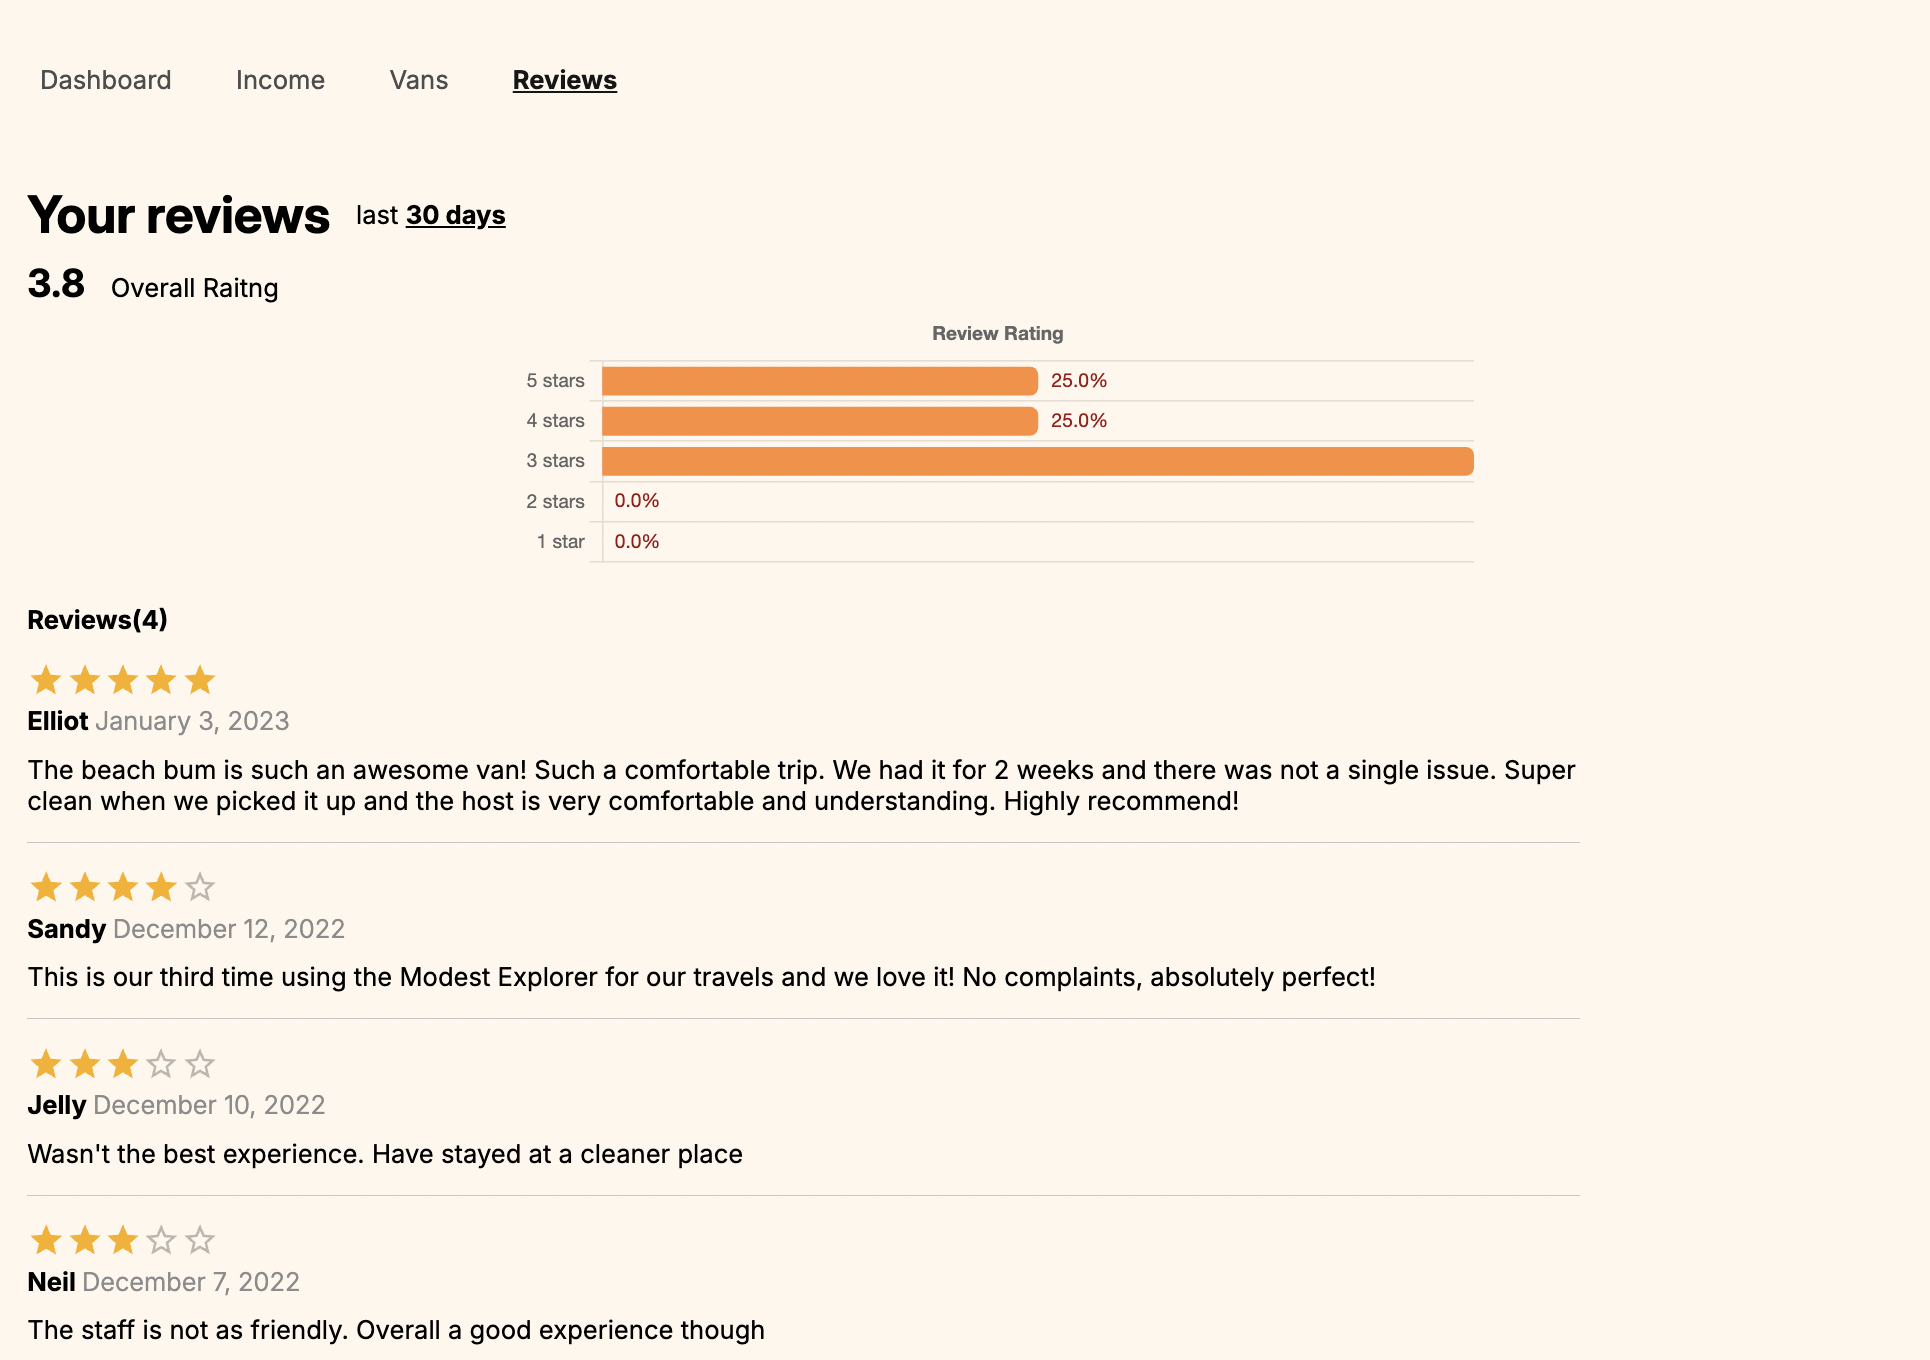 Dashboard Income Vans Reviews
Your reviews last 30 days
3.8 Overall Raitng
Review Rating
5 stars 25.0%
4 stars 25.0%
3 stars
2 stars 0.0%
1 star 0.0%
Reviews(4)
Elliot January 3, 2023
The beach bum is such an awesome van! Such a comfortable trip. We had it for 2 weeks and there was not a single issue. Super
clean when we picked it up and the host is very comfortable and understanding. Highly recommend!
Sandy December 12, 2022
This is our third time using the Modest Explorer for our travels and we love it! No complaints, absolutely perfect!
Jelly December 10, 2022
Wasn't the best experience. Have stayed at a cleaner place
Neil December 7, 2022
The staff is not as friendly. Overall a good experience though